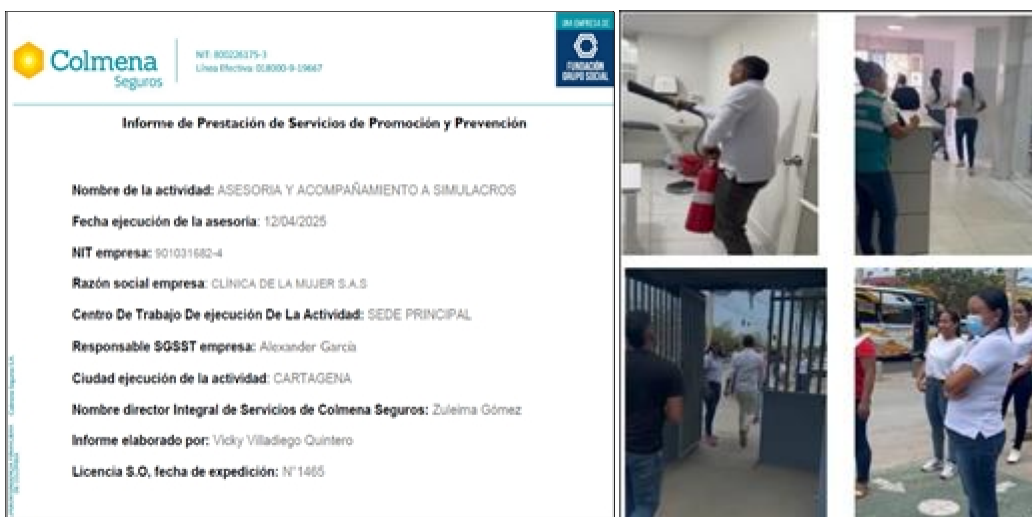 Colmena
Seguros
NIT: 800226175-3
Línea Efectiva: 018000-9-19667
UNA EMPRESA DE
FUNDACIÓN
GRUPO SOCIAL
Informe de Prestación de Servicios de Promoción y Prevención
Nombre de la actividad: ASESORIA Y ACOMPAÑAMIENTO A SIMULACROS
Fecha ejecución de la asesoría: 12/04/2025
NIT empresa: 901031682-4
Razón social empresa: CLÍNICA DE LA MUJER S.A.S
Centro De Trabajo De ejecución De La Actividad: SEDE PRINCIPAL
Responsable SGSST empresa: Alexander García
Ciudad ejecución de la actividad: CARTAGENA
Nombre director Integral de Servicios de Colmena Seguros: Zuleima Gómez
Informe elaborado por: Vicky Villadiego Quintero
Licencia S.O, fecha de expedición: N°1465